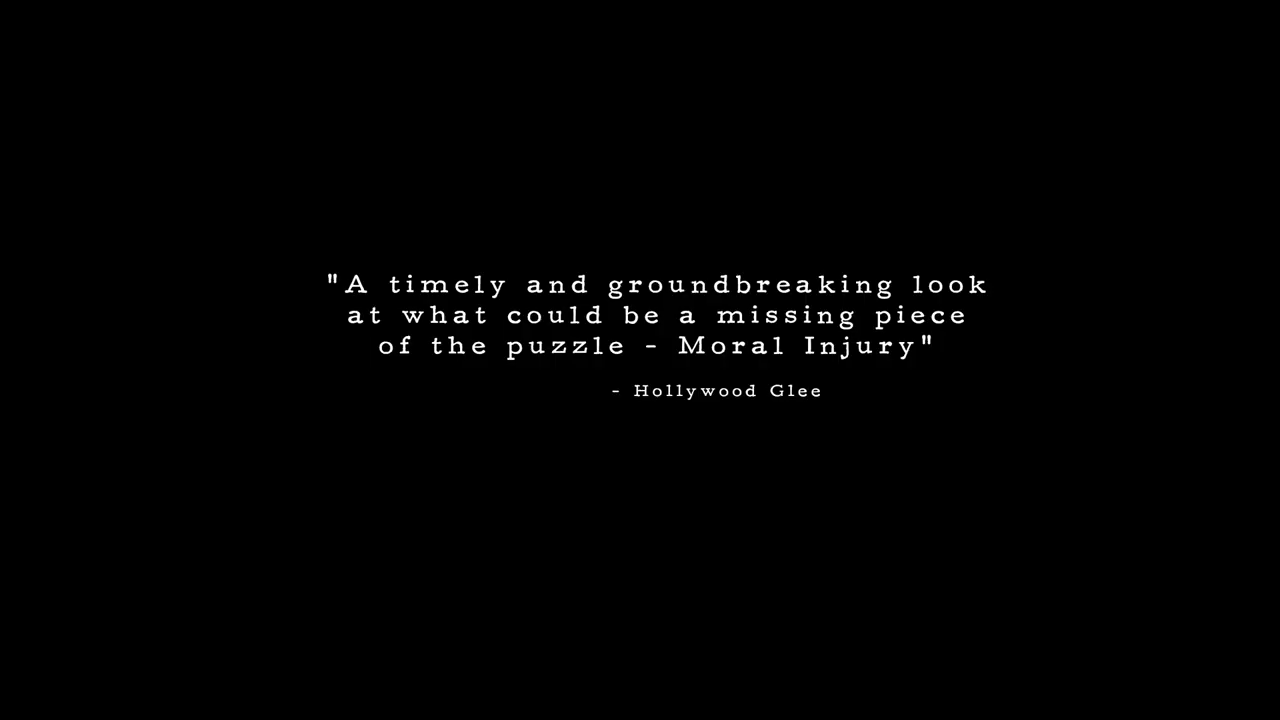 "A timely and groundbreaking look
at what could be a missing piece
of the puzzle - Moral Injury"
- Hollywood Glee